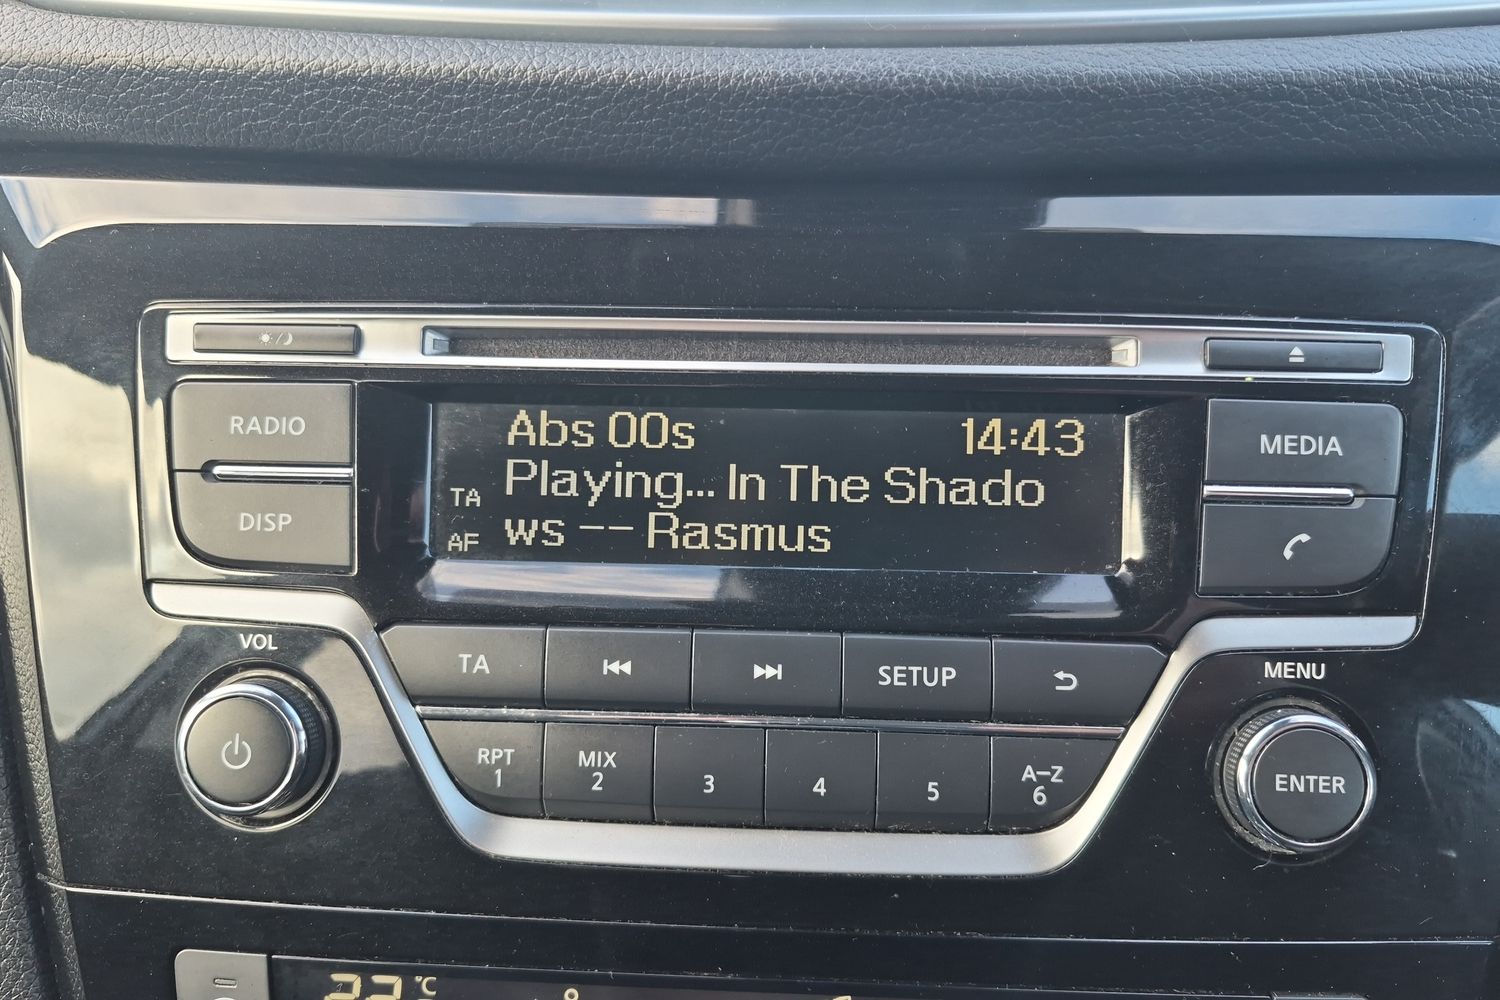 RADIO
DISP
Abs 00s 14:43
Playing... In The Shado
TA
ws -- Rasmus
AF
MEDIA
VOL
TA
SETUP
MENU
RPT
1
MIX
2
3
4
5
A-Z
6
ENTER
°C